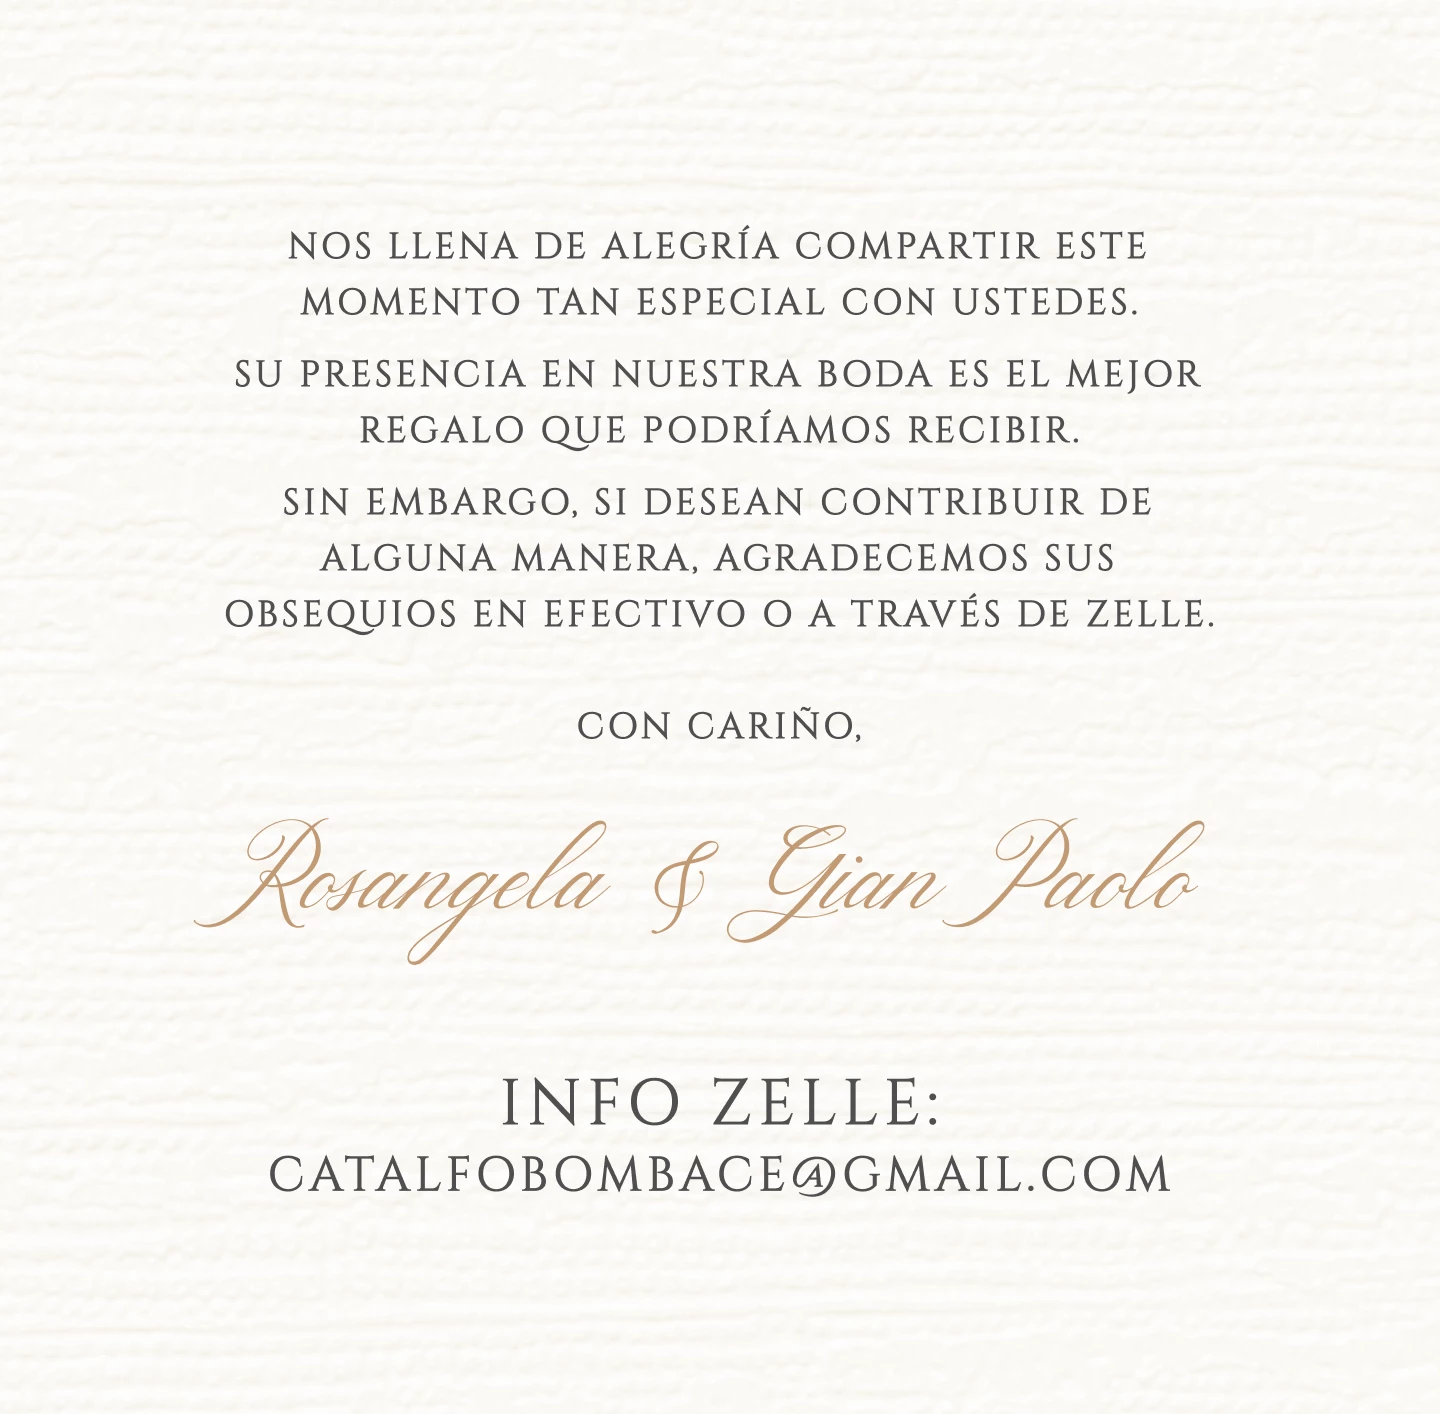 NOS LLENA DE ALEGRÍA COMPARTIR ESTE
MOMENTO TAN ESPECIAL CON USTEDES.
SU PRESENCIA EN NUESTRA BODA ES EL MEJOR
REGALO QUE PODRÍAMOS RECIBIR.
SIN EMBARGO, SI DESEAN CONTRIBUIR DE
ALGUNA MANERA, AGRADECEMOS SUS
OBSEQUIOS EN EFECTIVO O A TRAVÉS DE ZELLE.
CON CARIÑO,
Rosangela & Gian Paolo
INFO ZELLE:
CATALFOBOMBACE@GMAIL.COM